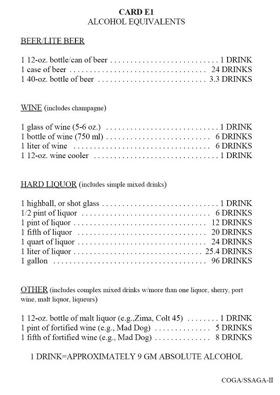 CARD E1
ALCOHOL EQUIVALENTS
BEER/LITE BEER
1 12-oz. bottle/can of beer . . . . . . . . . . . . . . . . . . . . . . . . . . 1 DRINK
1 case of beer . . . . . . . . . . . . . . . . . . . . . . . . . . . . . . . . . 24 DRINKS
1 40-oz. bottle of beer . . . . . . . . . . . . . . . . . . . . . . . . . . 3.3 DRINKS
WINE (includes champagne)
1 glass of wine (5-6 oz.) . . . . . . . . . . . . . . . . . . . . . . . . . . . 1 DRINK
1 bottle of wine (750 ml) . . . . . . . . . . . . . . . . . . . . . . . . . 6 DRINKS
1 liter of wine . . . . . . . . . . . . . . . . . . . . . . . . . . . . . . . . . 6 DRINKS
1 12-oz. wine cooler . . . . . . . . . . . . . . . . . . . . . . . . . . . . . . 1 DRINK
HARD LIQUOR (includes simple mixed drinks)
1 highball, or shot glass . . . . . . . . . . . . . . . . . . . . . . . . . . . . 1 DRINK
1/2 pint of liquor . . . . . . . . . . . . . . . . . . . . . . . . . . . . . . . 6 DRINKS
1 pint of liquor . . . . . . . . . . . . . . . . . . . . . . . . . . . . . . . . 12 DRINKS
1 fifth of liquor . . . . . . . . . . . . . . . . . . . . . . . . . . . . . . . 20 DRINKS
1 quart of liquor . . . . . . . . . . . . . . . . . . . . . . . . . . . . . . 24 DRINKS
1 liter of liquor . . . . . . . . . . . . . . . . . . . . . . . . . . . . . . 25.4 DRINKS
1 gallon . . . . . . . . . . . . . . . . . . . . . . . . . . . . . . . . . . . . . 96 DRINKS
OTHER (includes complex mixed drinks w/more than one liquor, sherry, port
wine, malt liquor, liqueurs)
1 12-oz. bottle of malt liquor (e.g.,Zima, Colt 45) . . . . . . . . 1 DRINK
1 pint of fortified wine (e.g., Mad Dog) . . . . . . . . . . . . . . 5 DRINKS
1 fifth of fortified wine (e.g., Mad Dog) . . . . . . . . . . . . . . 8 DRINKS
1 DRINK=APPROXIMATELY 9 GM ABSOLUTE ALCOHOL
COGA/SSAGA-II